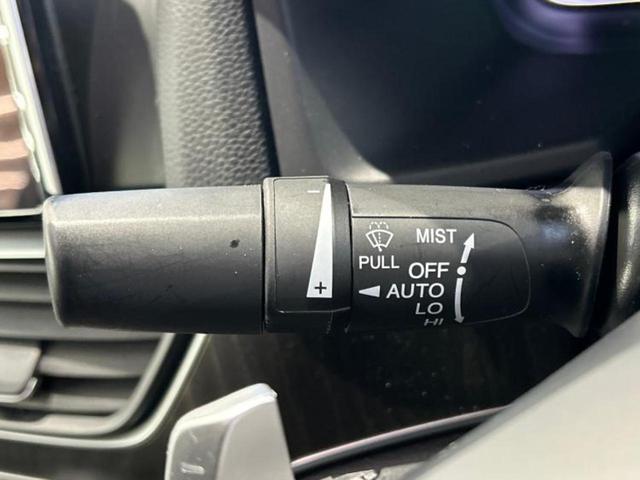 −
+
MIST
PULL
OFF
◄ AUTO
LO
HI